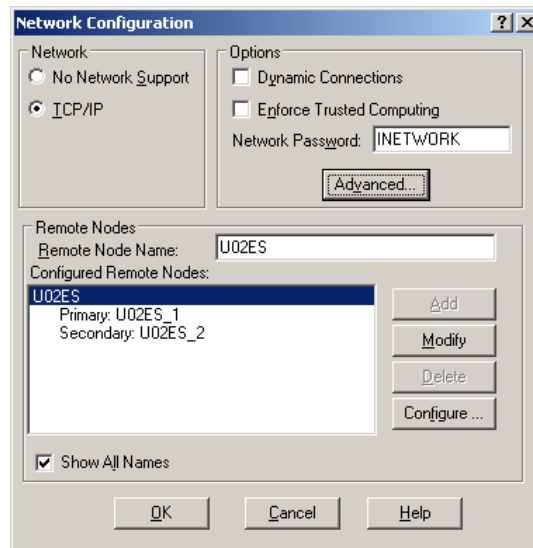 Network Configuration
Network
No Network Support
TCP/IP
Options
Dynamic Connections
Enforce Trusted Computing
Network Password: INETWORK
Advanced...
Remote Nodes
Remote Node Name: U02ES
Configured Remote Nodes:
U02ES
Primary: U02ES_1
Secondary: U02ES_2
Add
Modify
Delete
Configure ...
Show All Names
OK Cancel Help